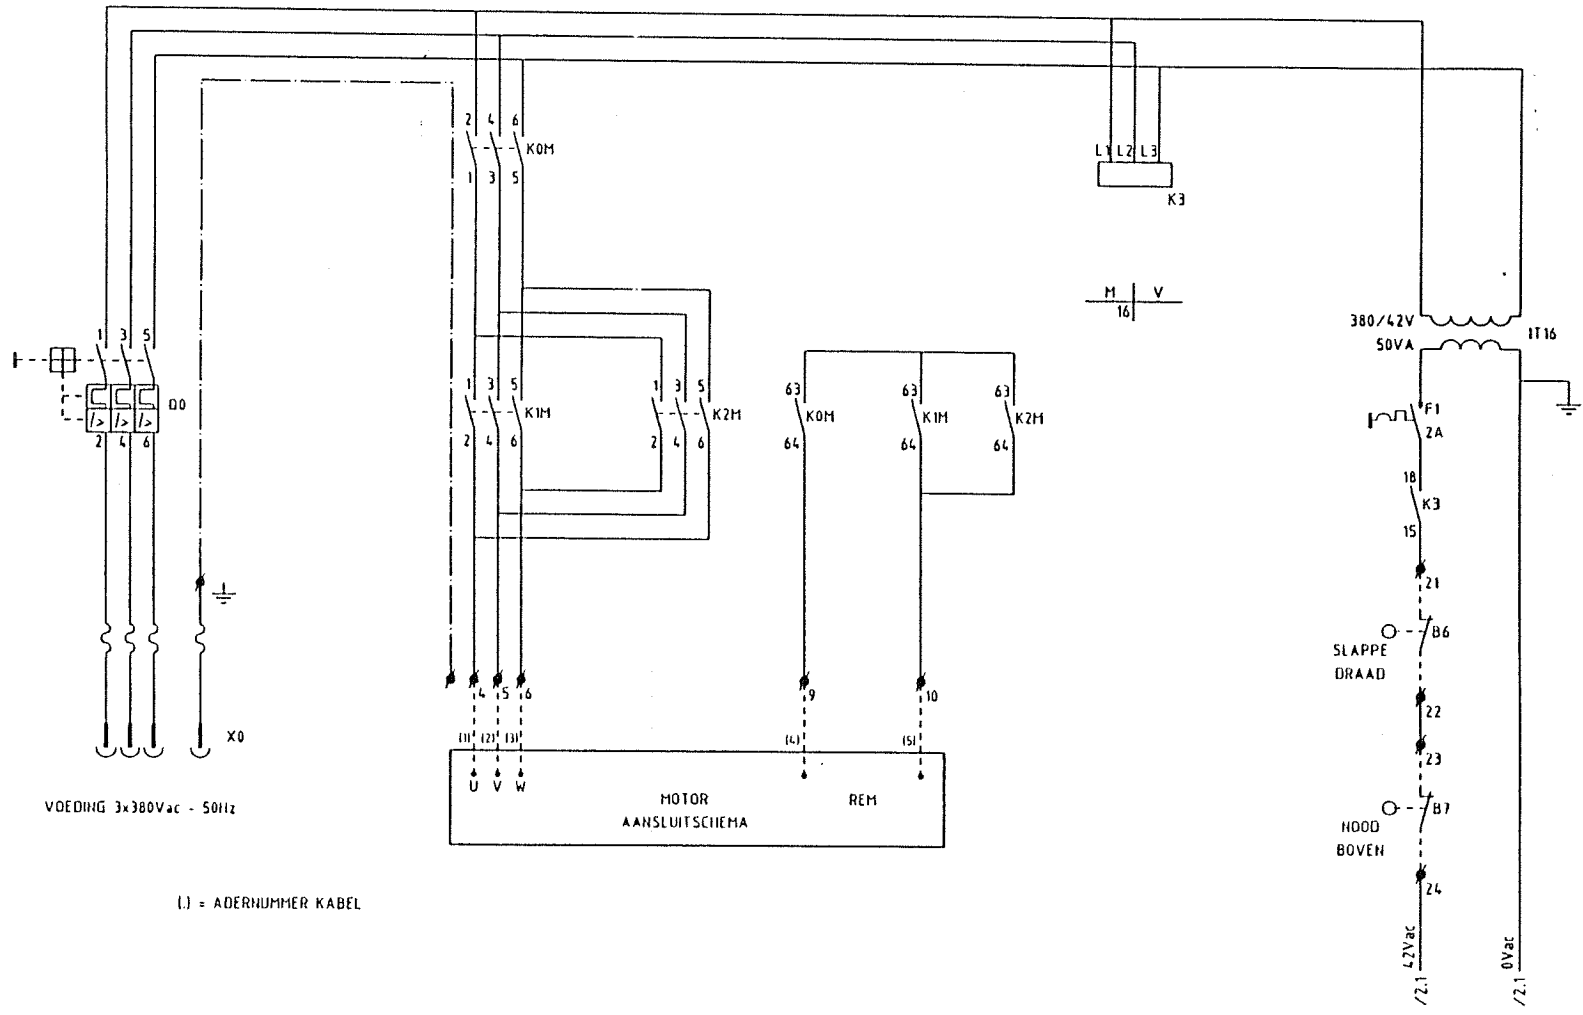 2 4 6
K0M
1 3 5
L1 L2 L3
K3
M V
16
380/42V
50VA
1T16
1 3 5
Q0
I> I> I>
2 4 6
1 3 5
K1M
2 4 6
1 3 5
K2M
2 4 6
63
K0M
64
63
K1M
64
63
K2M
64
F1
2A
18
K3
15
21
B6
SLAPPE
DRAAD
22
23
B7
NOOD
BOVEN
24
42Vac
0Vac
/2.1
/2.1
4 5 6
9
10
(1) (2) (3)
(4)
(5)
U V W
MOTOR
AANSLUITSCHEMA
REM
X0
VOEDING 3x380Vac - 50Hz
(.) = ADERNUMMER KABEL